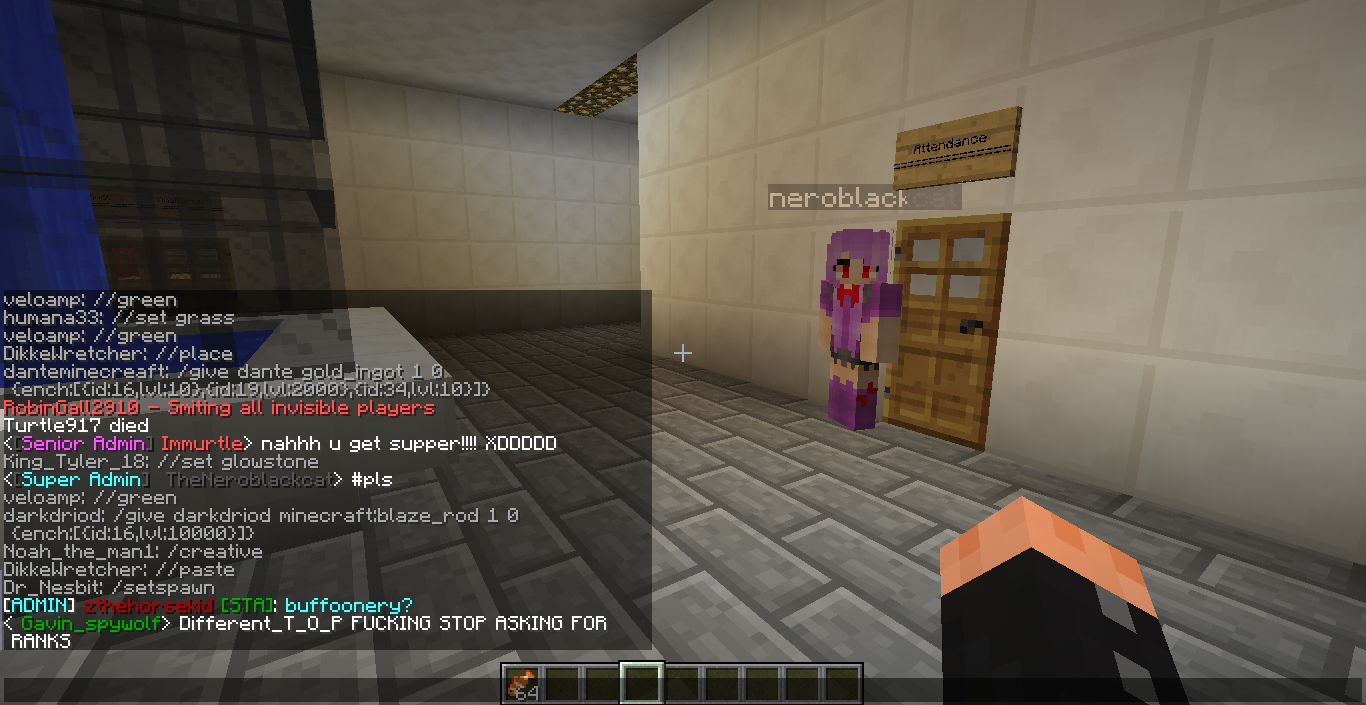 Attendance
neroblackcat
veloamp: //green
humana33: //set grass
veloamp: //green
DikkeWretcher: //place
danteminecreaft: /give dante gold_ingot 1 0
{ench:[{id:16,lvl:10},{id:19,lvl:2000},{id:34,lvl:10}]}
RobinGall2910 - Smiting all invisible players
Turtle917 died
<[Senior Admin] Immurtle> nahhh u get supper!!!! XDDDDD
King_Tyler_18: //set glowstone
<[Super Admin] TheNeroblackcat> #pls
veloamp: //green
darkdriod: /give darkdriod minecraft:blaze_rod 1 0
{ench:[{id:16,lvl:10000}]}
Noah_the_man1: /creative
DikkeWretcher: //paste
Dr_Nesbit: /setspawn
[ADMIN] zthehorsekid [STA]: buffoonery?
< Gavin_spywolf> Different_T_O_P FUCKING STOP ASKING FOR
RANKS
64